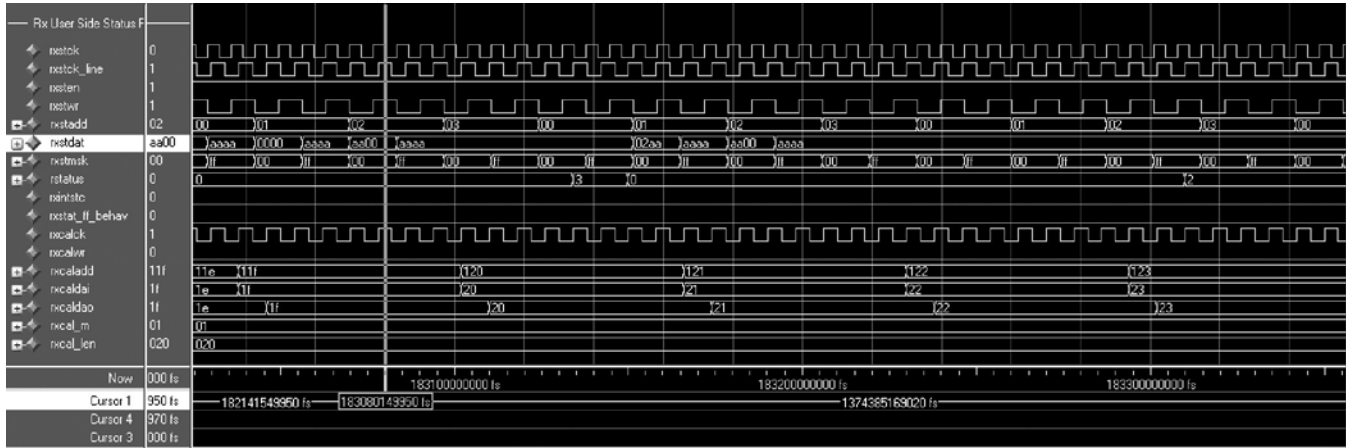 Rx User Side Status F
rxstck 0
rxstck_line 1
rxsten 1
rxstwr 1
rxstadd 02 00 01 02 03 00 01 02 03 00 01 02 03 00
rxstdat aa00 aaaa 0000 aaaa aa00 aaaa 02aa aaaa aa00 aaaa
rxstmsk 00 ff 00 ff 00 ff 00 ff 00 ff 00 ff 00 ff 00 ff 00 ff 00 ff 00 ff 00 ff 00
rstatus 0 0 3 0 2
rxintstc 0
rxstat_ff_behav 0
rxcalck 1
rxcalwr 0
rxcaladd 11f 11e 11f 120 121 122 123
rxcaldai 1f 1e 1f 20 21 22 23
rxcaldao 1f 1e 1f 20 21 22 23
rxcal_m 01 01
rxcal_len 020 020
Now 000 fs 183100000000 fs 183200000000 fs 183300000000 fs
Cursor 1 950 fs 182141549950 fs 183080149950 fs 1374385169020 fs
Cursor 4 970 fs
Cursor 3 000 fs